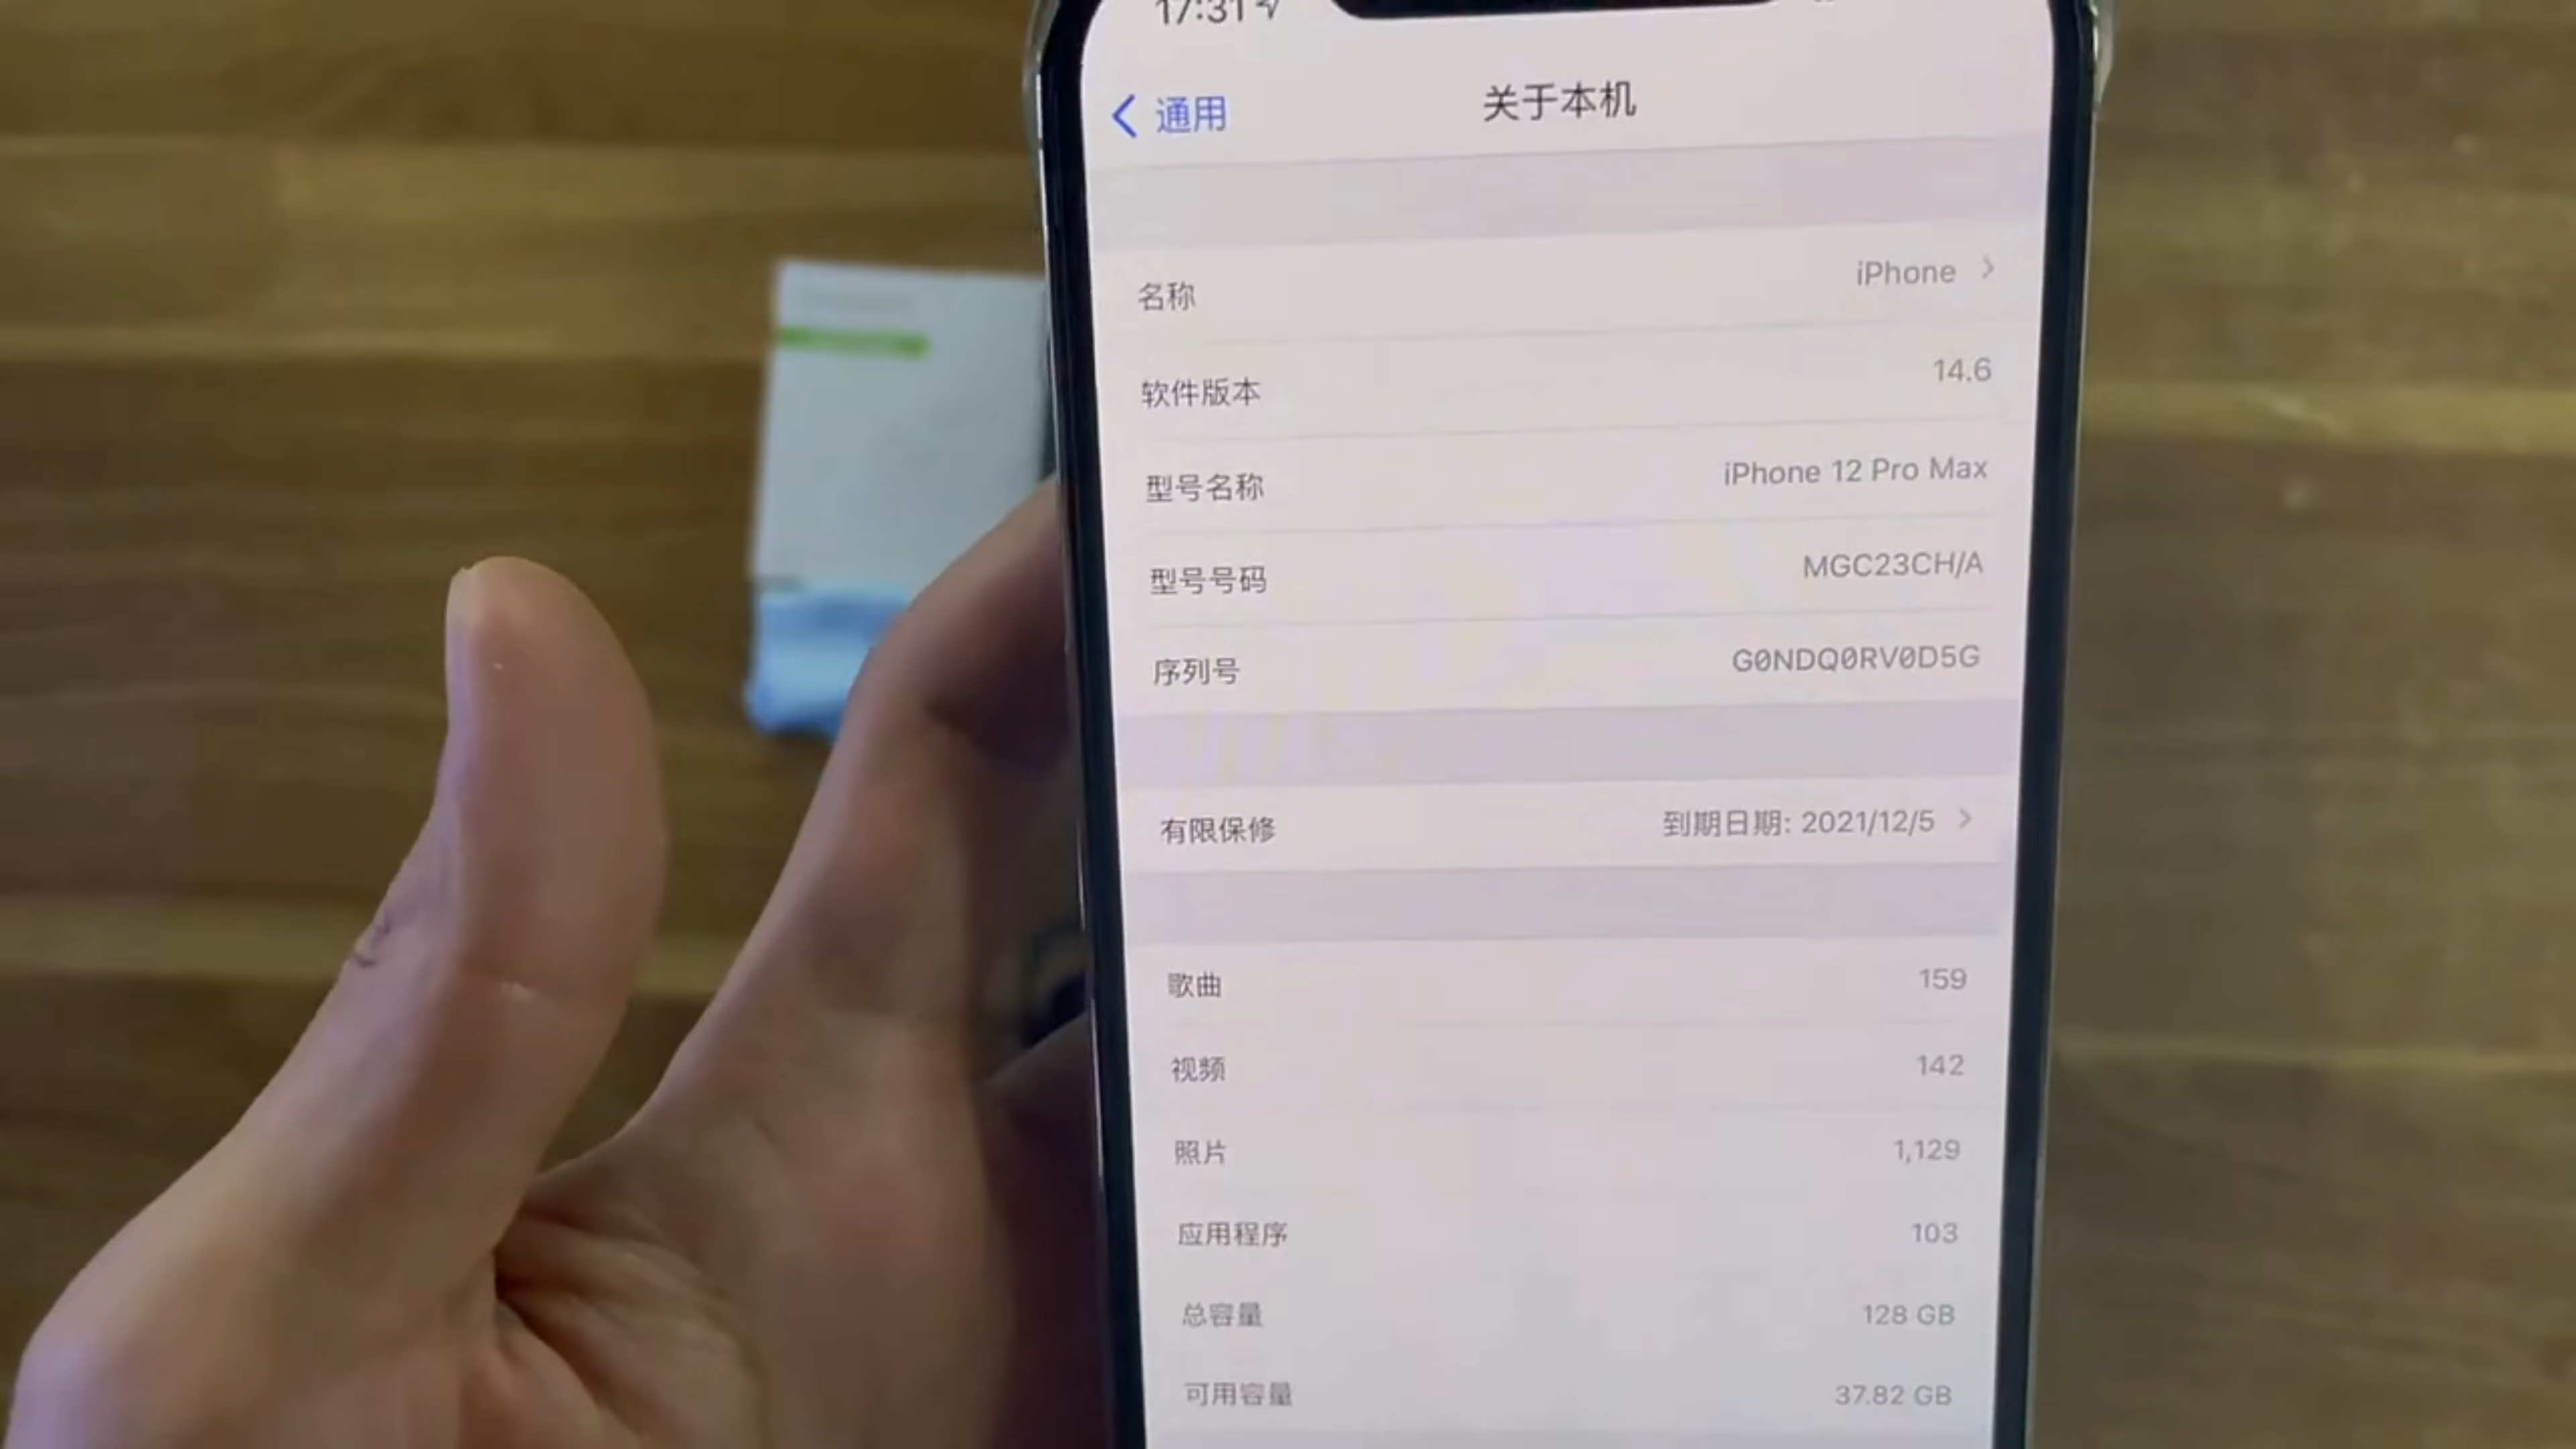 17:31
通用
关于本机
名称 iPhone
软件版本 14.6
型号名称 iPhone 12 Pro Max
型号号码 MGC23CH/A
序列号 G0NDQ0RV0D5G
有限保修 到期日期: 2021/12/5
歌曲 159
视频 142
照片 1,129
应用程序 103
总容量 128 GB
可用容量 37.82 GB